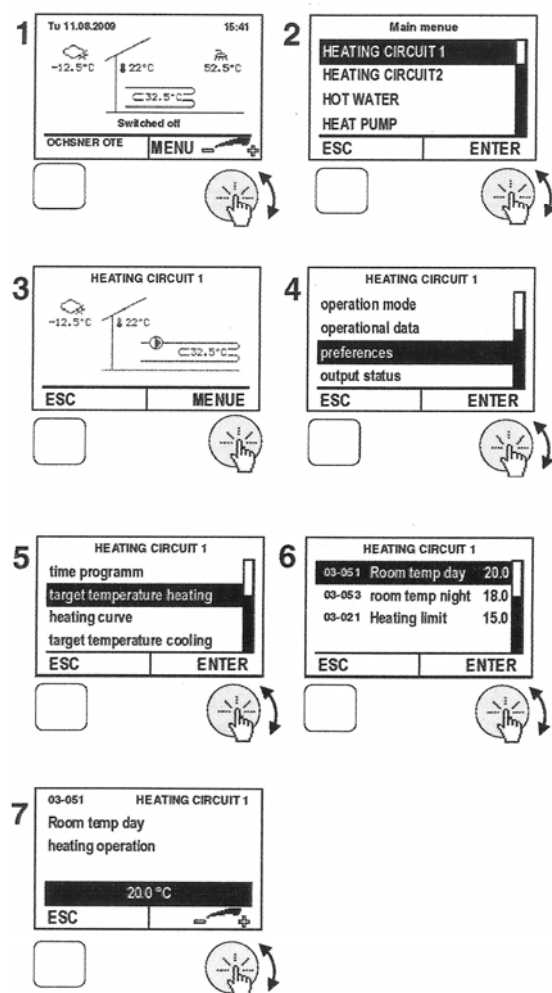 1
Tu 11.08.2009 15:41
-12.5°C 22°C 52.5°C
32.5°C
Switched off
OCHSNER OTE MENU - +
2
Main menue
HEATING CIRCUIT 1
HEATING CIRCUIT2
HOT WATER
HEAT PUMP
ESC ENTER
3
HEATING CIRCUIT 1
-12.5°C 22°C
32.5°C
ESC MENUE
4
HEATING CIRCUIT 1
operation mode
operational data
preferences
output status
ESC ENTER
5
HEATING CIRCUIT 1
time programm
target temperature heating
heating curve
target temperature cooling
ESC ENTER
6
HEATING CIRCUIT 1
03-051 Room temp day 20.0
03-053 room temp night 18.0
03-021 Heating limit 15.0
ESC ENTER
7
03-051 HEATING CIRCUIT 1
Room temp day
heating operation
20.0 °C
ESC - +